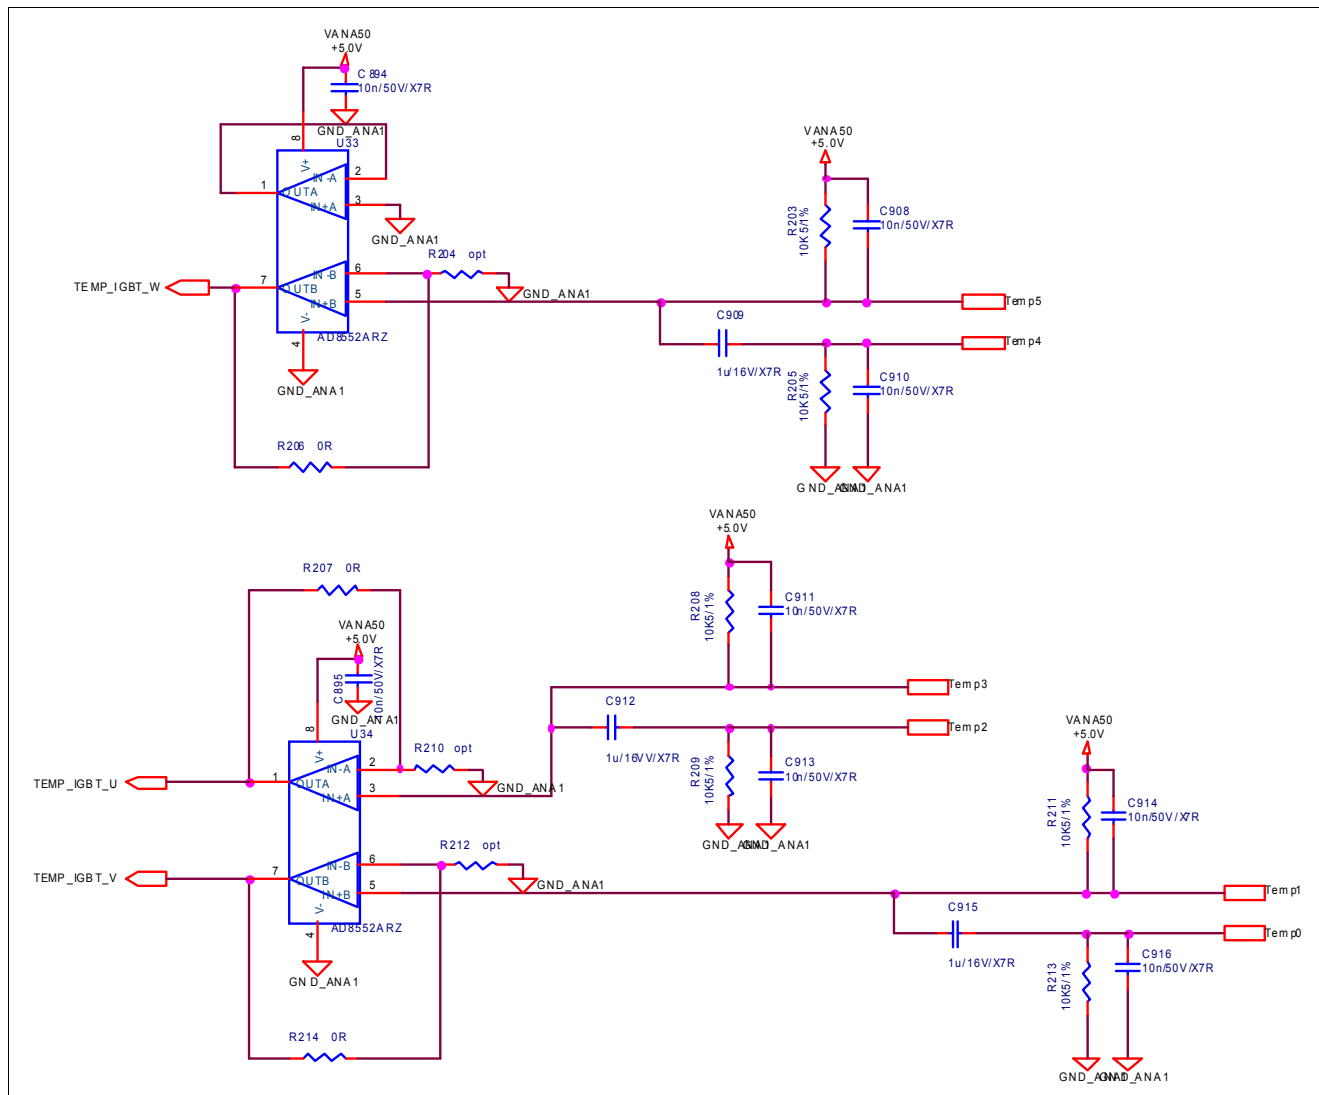 VANA50
+5.0V
C894
10n/50V/X7R
GND_ANA1
U33
8
V+
2
IN-A
1
OUTA
3
IN+A
GND_ANA1
R204 opt
6
IN-B
7
OUTB
5
IN+B
TEMP_IGBT_W
GND_ANA1
V-
4
AD8552ARZ
GND_ANA1
R206 0R
VANA50
+5.0V
R203
10K5/1%
C908
10n/50V/X7R
Temp5
C909
1u/16V/X7R
Temp4
R205
10K5/1%
C910
10n/50V/X7R
GND_ANA1
GND_ANA1
VANA50
+5.0V
R207 0R
R208
10K5/1%
C911
10n/50V/X7R
VANA50
+5.0V
C895
10n/50V/X7R
GND_ANA1
U34
8
V+
Temp3
C912
1u/16VV/X7R
Temp2
R209
10K5/1%
C913
10n/50V/X7R
GND_ANA1
GND_ANA1
R210 opt
2
IN-A
TEMP_IGBT_U
1
OUTA
3
IN+A
GND_ANA1
VANA50
+5.0V
R211
10K5/1%
C914
10n/50V/X7R
R212 opt
6
IN-B
TEMP_IGBT_V
7
OUTB
5
IN+B
GND_ANA1
V-
4
AD8552ARZ
GND_ANA1
Temp1
C915
1u/16V/X7R
Temp0
R213
10K5/1%
C916
10n/50V/X7R
R214 0R
GND_ANA1
GND_ANA1